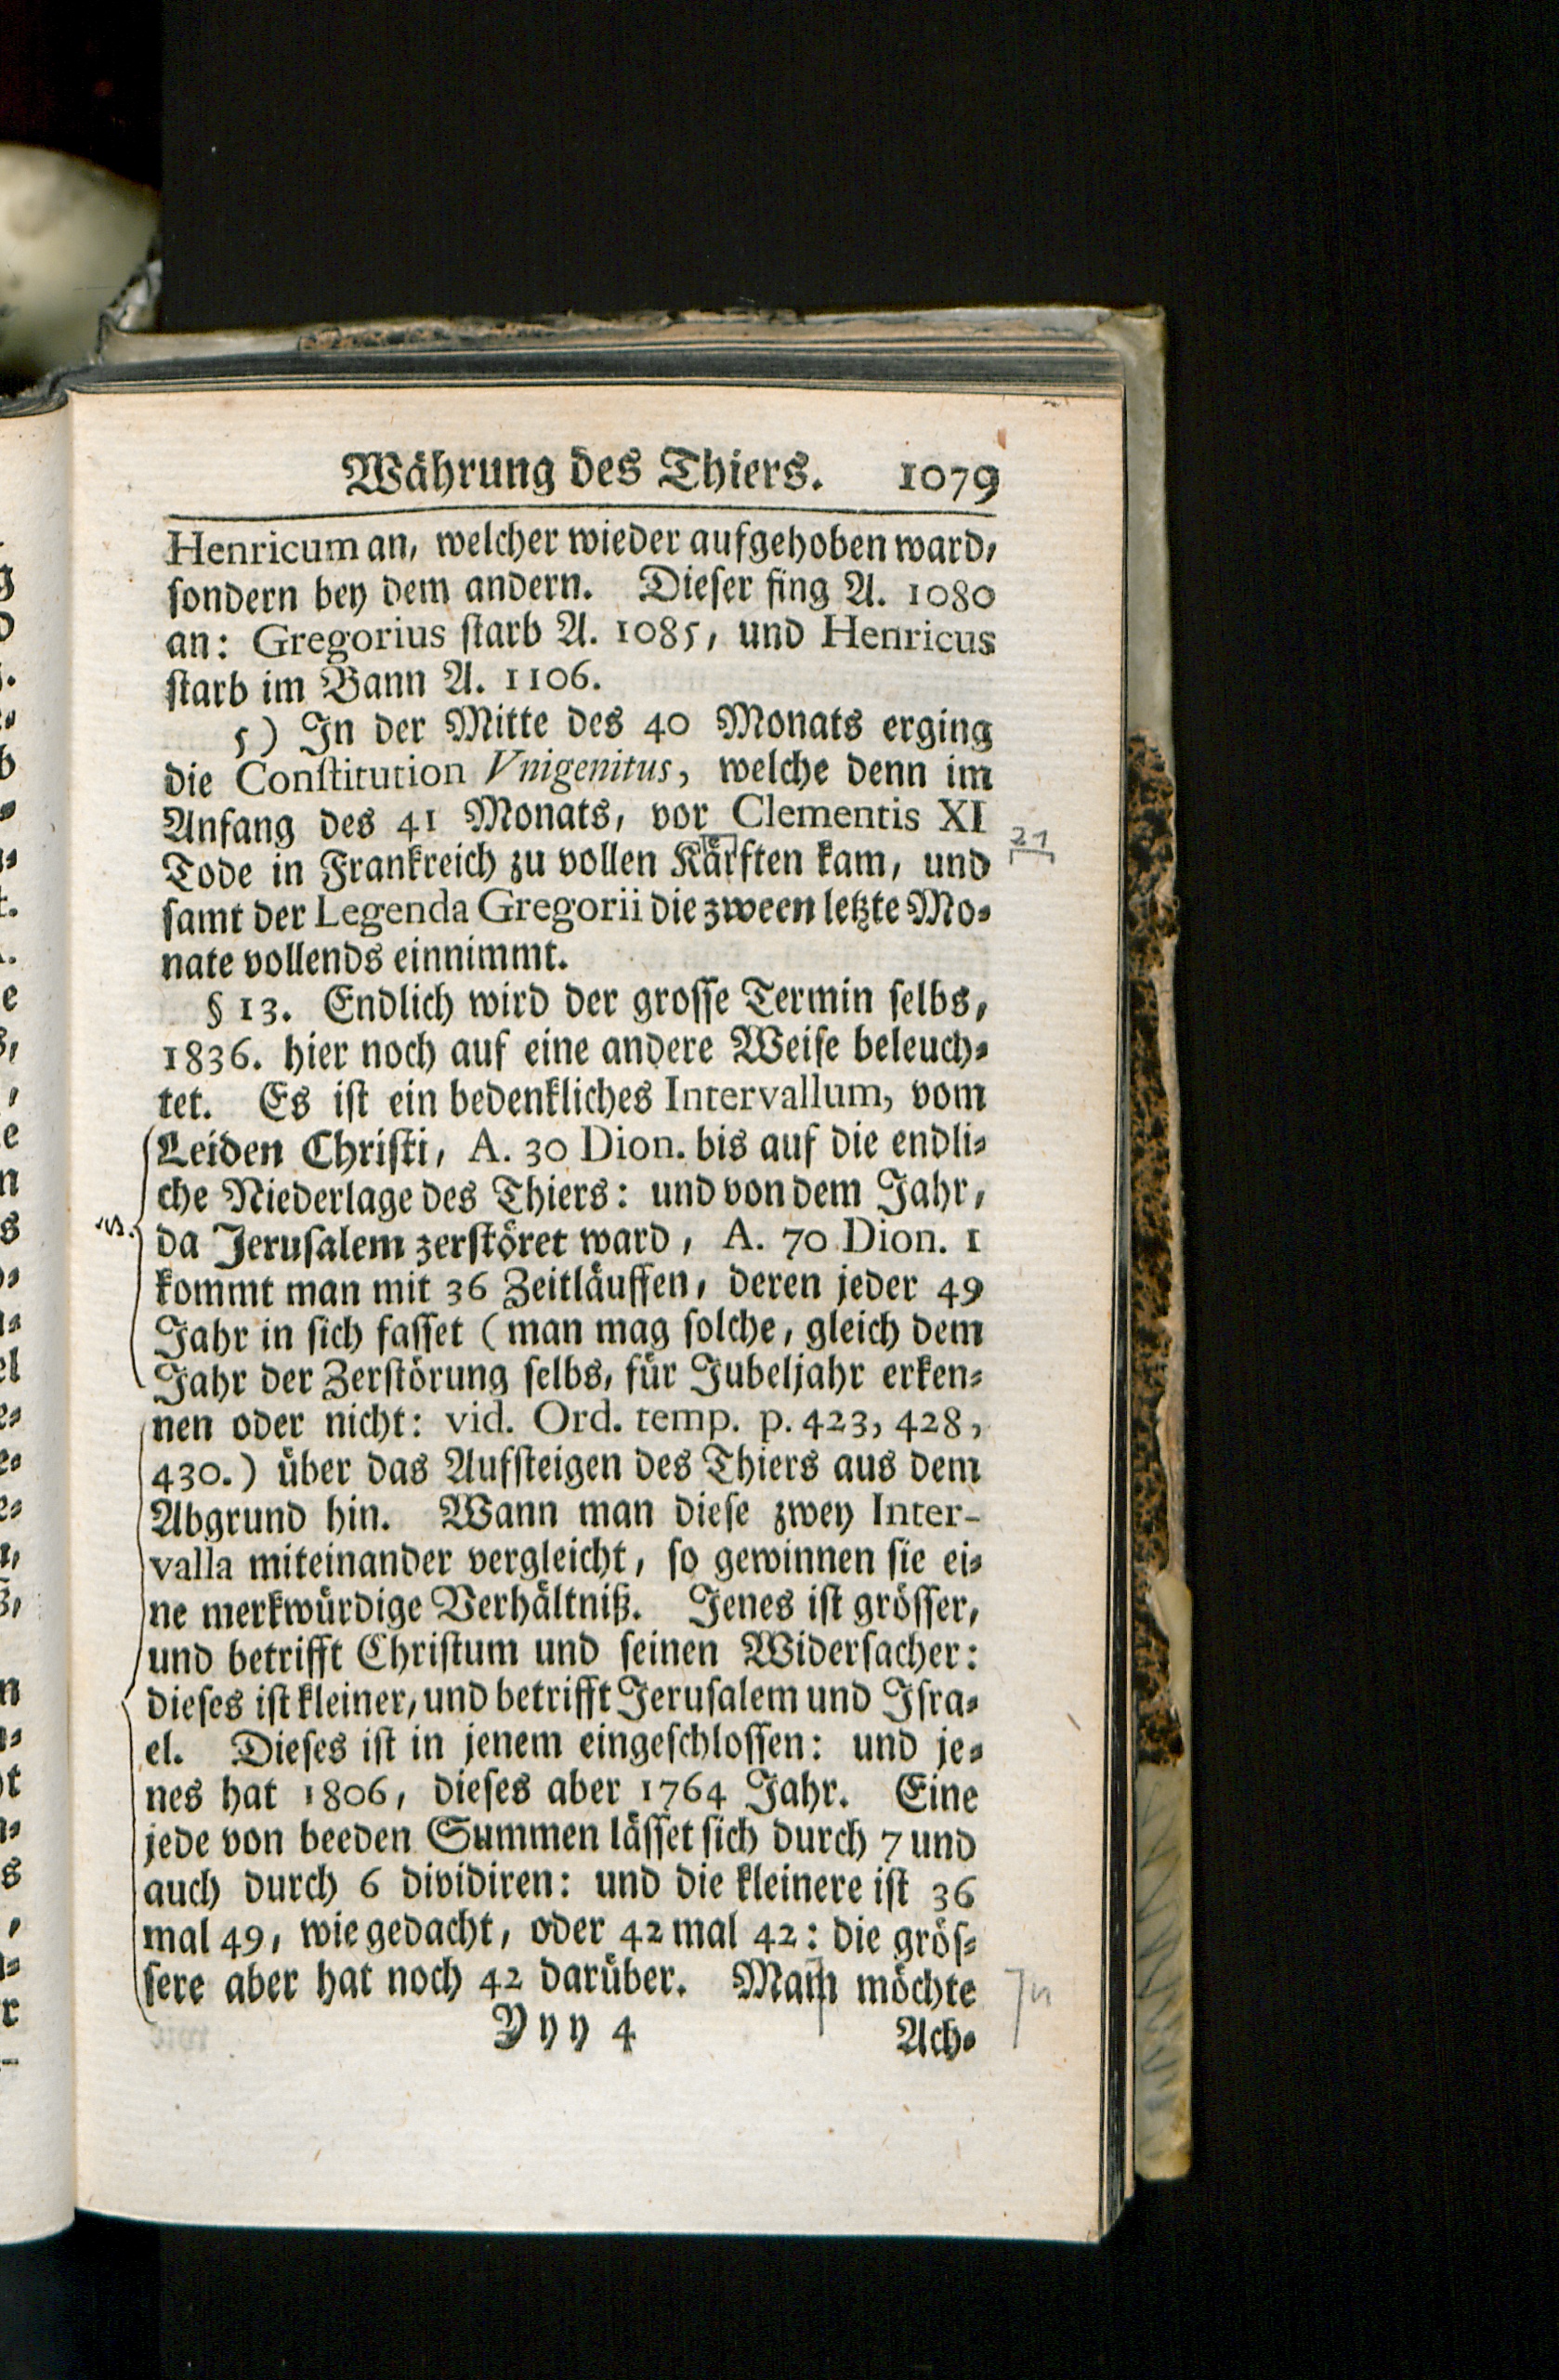 Währung des Thiers. 1079
Henricum an, welcher wieder aufgehoben ward,
sondern bey dem andern. Dieser fing A. 1080
an: Gregorius starb A. 1085, und Henricus
starb im Bann A. 1106.
5) In der Mitte des 40 Monats erging
die Constitution Vnigenitus, welche denn im
Anfang des 41 Monats, vor Clementis XI
Tode in Frankreich zu vollen Kärften kam, und
21
samt der Legenda Gregorii die zween letzte Mo-
nate vollends einnimmt.
§ 13. Endlich wird der grosse Termin selbs,
1836. hier noch auf eine andere Weise beleuch-
tet. Es ist ein bedenkliches Intervallum, vom
Leiden Christi, A. 30 Dion. bis auf die endli-
che Niederlage des Thiers: und von dem Jahr,
da Jerusalem zerstöret ward, A. 70 Dion. 1
kommt man mit 36 Zeitläuffen, deren jeder 49
Jahr in sich fasset (man mag solche, gleich dem
Jahr der Zerstörung selbs, für Jubeljahr erken-
nen oder nicht: vid. Ord. temp. p. 423, 428,
430.) über das Aufsteigen des Thiers aus dem
Abgrund hin. Wann man diese zwey Inter-
valla miteinander vergleicht, so gewinnen sie ei-
ne merkwürdige Verhältniß. Jenes ist grösser,
und betrifft Christum und seinen Widersacher:
dieses ist kleiner, und betrifft Jerusalem und Isra-
el. Dieses ist in jenem eingeschlossen: und je-
nes hat 1806, dieses aber 1764 Jahr. Eine
jede von beeden Summen lässet sich durch 7 und
auch durch 6 dividiren: und die kleinere ist 36
mal 49, wie gedacht, oder 42 mal 42: die grös-
sere aber hat noch 42 darüber. Mam möchte
n
Yyy 4 Ach-